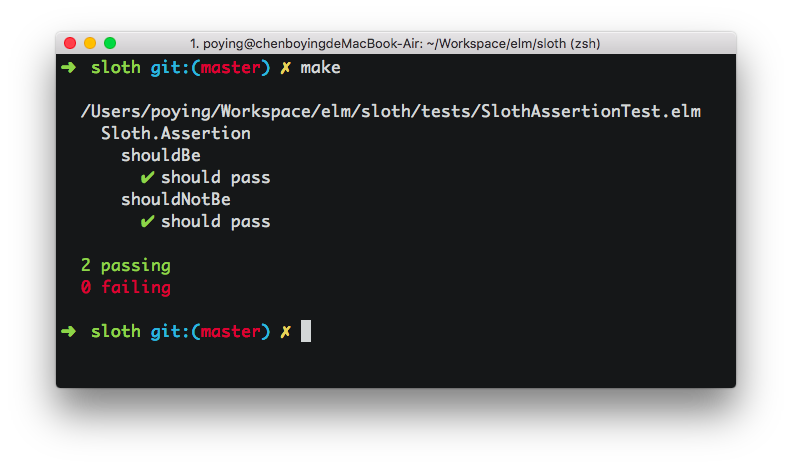 1. poying@chenboyingdeMacBook-Air: ~/Workspace/elm/sloth (zsh)
➜ sloth git:(master) ✗ make
/Users/poying/Workspace/elm/sloth/tests/SlothAssertionTest.elm
Sloth.Assertion
shouldBe
✔ should pass
shouldNotBe
✔ should pass
2 passing
0 failing
➜ sloth git:(master) ✗